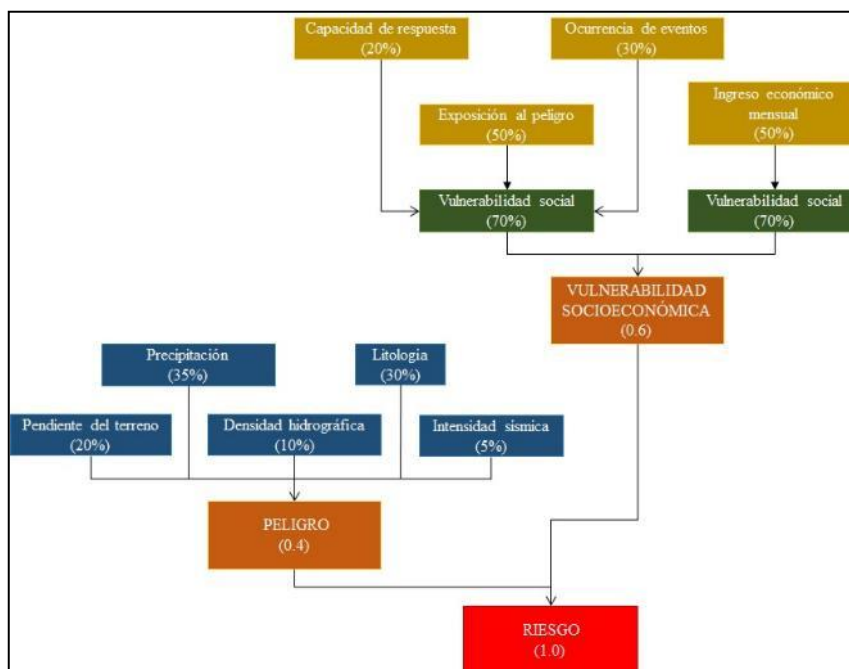 Capacidad de respuesta
(20%)
Ocurrencia de eventos
(30%)
Exposición al peligro
(50%)
Ingreso económico
mensual
(50%)
Vulnerabilidad social
(70%)
Vulnerabilidad social
(70%)
VULNERABILIDAD
SOCIOECONÓMICA
(0.6)
Precipitación
(35%)
Litología
(30%)
Pendiente del terreno
(20%)
Densidad hidrográfica
(10%)
Intensidad sísmica
(5%)
PELIGRO
(0.4)
RIESGO
(1.0)